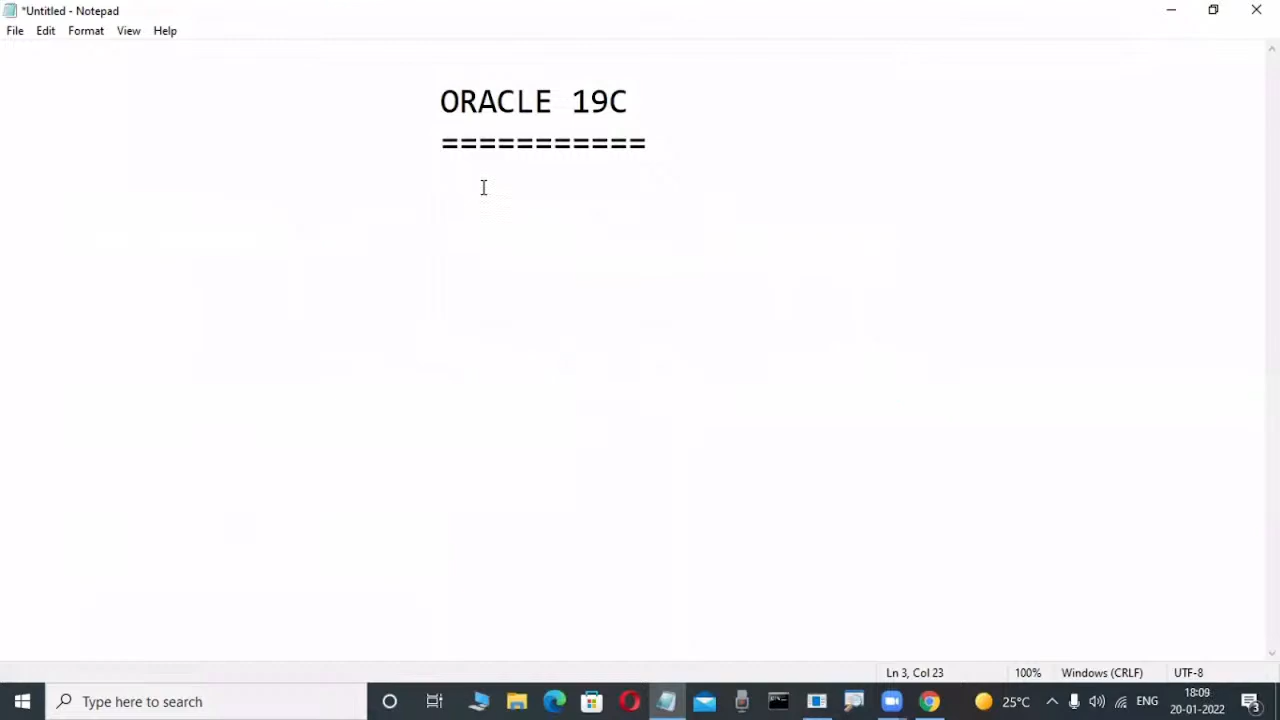 *Untitled - Notepad
File Edit Format View Help
ORACLE 19C
===========
Ln 3, Col 23 100% Windows (CRLF) UTF-8
Type here to search
25°C
ENG
18:09
20-01-2022
3